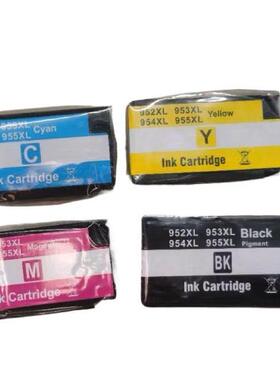 955XL Cyan
C
Ink Cartridge
952XL 953XL Yellow
954XL 955XL
Y
Ink Cartridge
953XL
955XL
M
Ink Cartridge
952XL 953XL Black
954XL 955XL Pigment
BK
Ink Cartridge